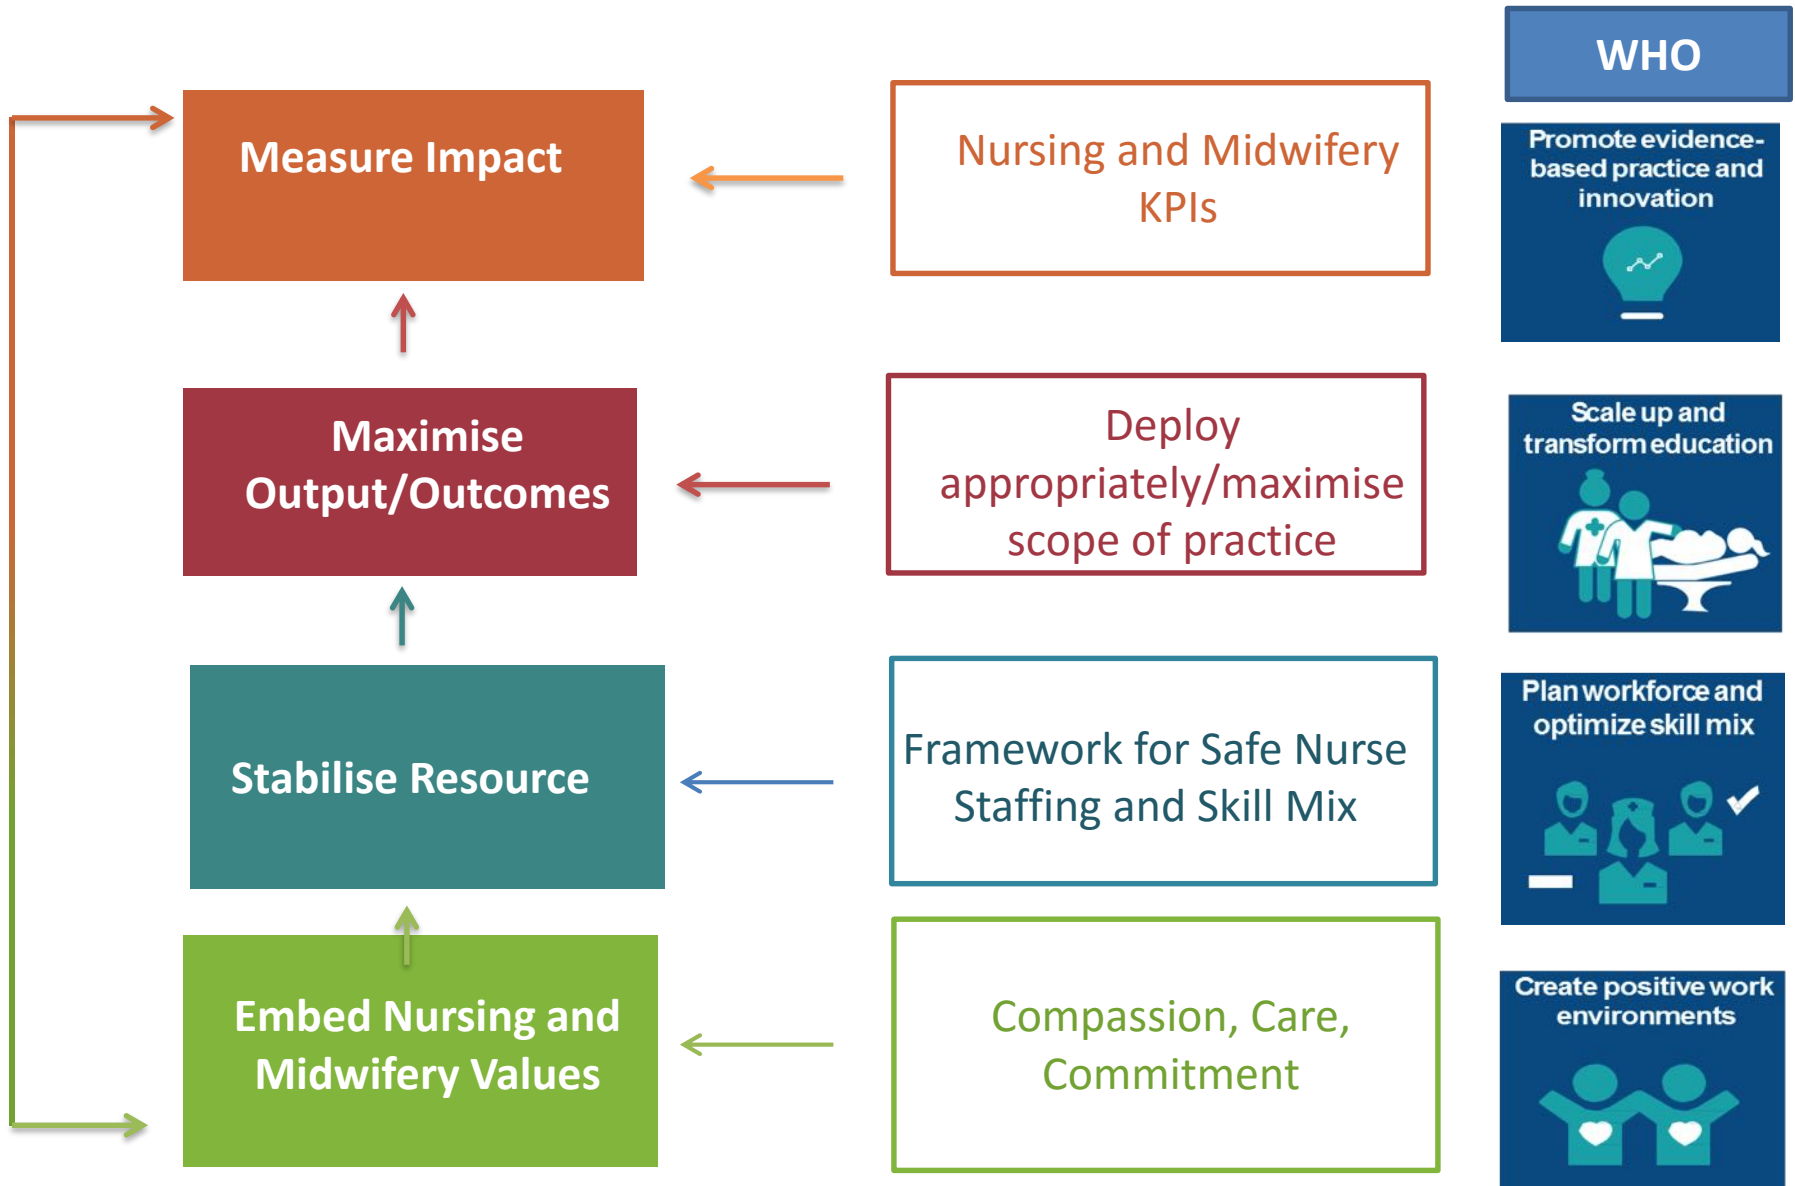 WHO
Measure Impact
Nursing and Midwifery
KPIs
Promote evidence-
based practice and
innovation
Maximise
Output/Outcomes
Deploy
appropriately/maximise
scope of practice
Scale up and
transform education
Stabilise Resource
Framework for Safe Nurse
Staffing and Skill Mix
Plan workforce and
optimize skill mix
Embed Nursing and
Midwifery Values
Compassion, Care,
Commitment
Create positive work
environments